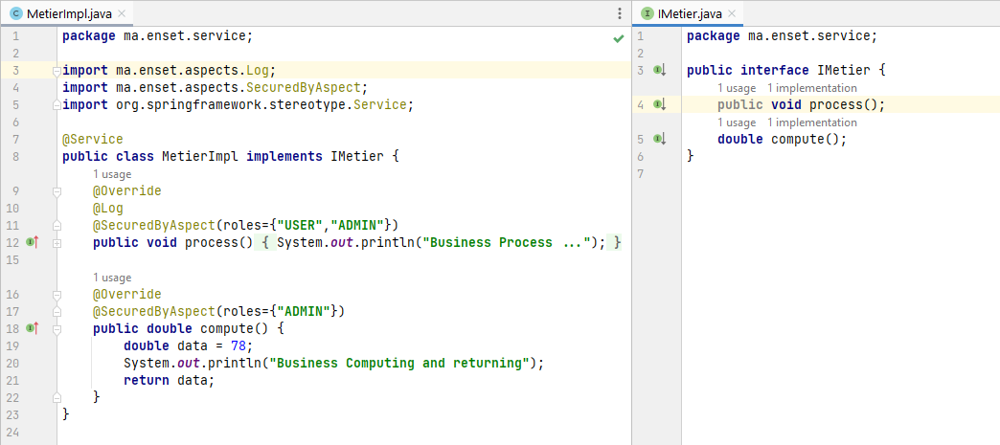 MetierImpl.java
1 package ma.enset.service;
2
3 import ma.enset.aspects.Log;
4 import ma.enset.aspects.SecuredByAspect;
5 import org.springframework.stereotype.Service;
6
7 @Service
8 public class MetierImpl implements IMetier {
1 usage
9 @Override
10 @Log
11 @SecuredByAspect(roles={"USER","ADMIN"})
12 public void process() { System.out.println("Business Process ..."); }
15
1 usage
16 @Override
17 @SecuredByAspect(roles={"ADMIN"})
18 public double compute() {
19 double data = 78;
20 System.out.println("Business Computing and returning");
21 return data;
22 }
23 }
24
IMetier.java
1 package ma.enset.service;
2
3 public interface IMetier {
1 usage 1 implementation
4 public void process();
1 usage 1 implementation
5 double compute();
6 }
7